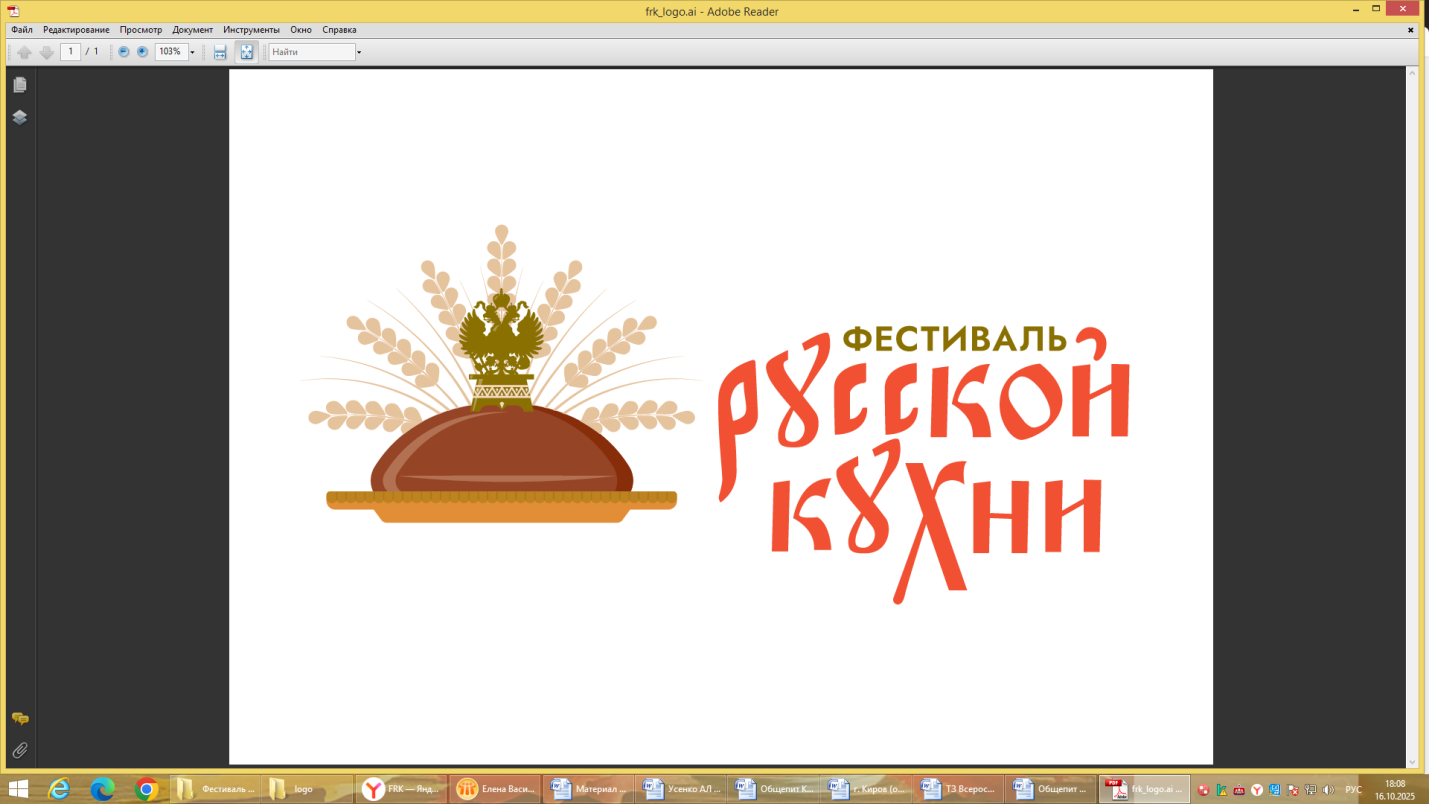 frk_logo.ai - Adobe Reader
Файл Редактирование Просмотр Документ Инструменты Окно Справка
1 / 1 103% Найти
ФЕСТИВАЛЬ
русской
кухни
Фестиваль ... logo FRK — Янд... Елена Васи... Материал ... Усенко АЛ ... Общепит К... г. Киров (о... ТЗ Всерос... Общепит ... frk_logo.ai ... РУС 18:08
16.10.2025